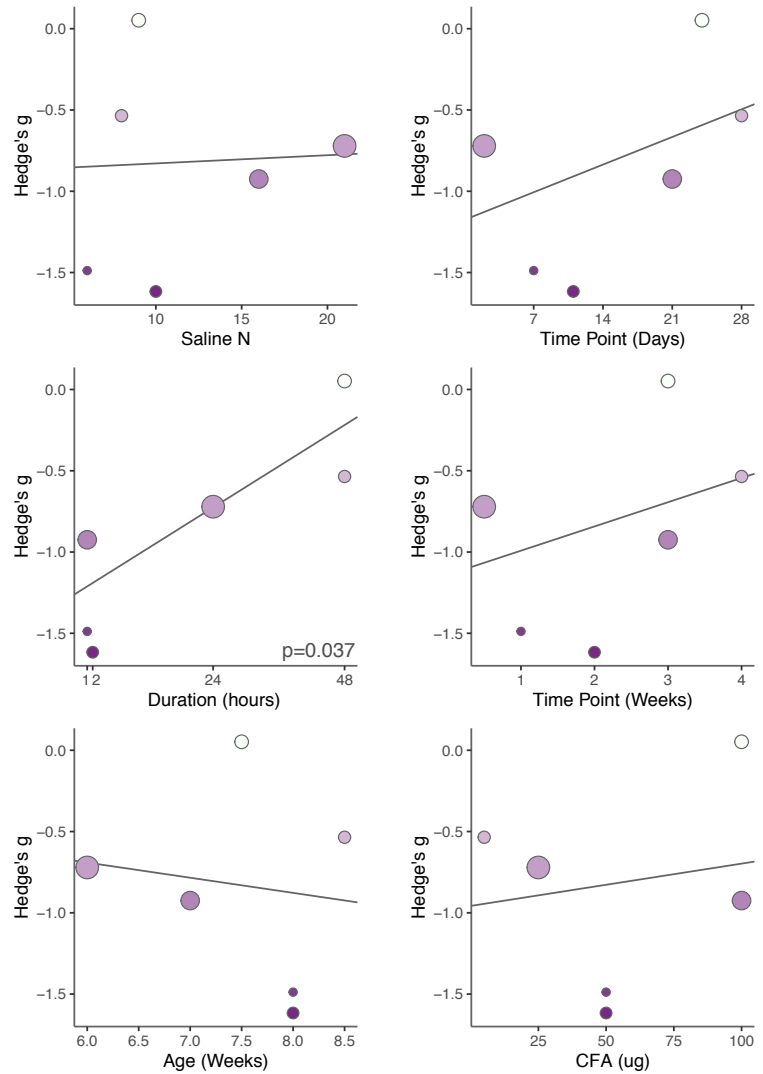 0.0
−0.5
−1.0
−1.5
Hedge's g
10 15 20
Saline N
0.0
−0.5
−1.0
−1.5
Hedge's g
7 14 21 28
Time Point (Days)
0.0
−0.5
−1.0
−1.5
Hedge's g
p=0.037
1 2 24 48
Duration (hours)
0.0
−0.5
−1.0
−1.5
Hedge's g
1 2 3 4
Time Point (Weeks)
0.0
−0.5
−1.0
−1.5
Hedge's g
6.0 6.5 7.0 7.5 8.0 8.5
Age (Weeks)
0.0
−0.5
−1.0
−1.5
Hedge's g
25 50 75 100
CFA (ug)